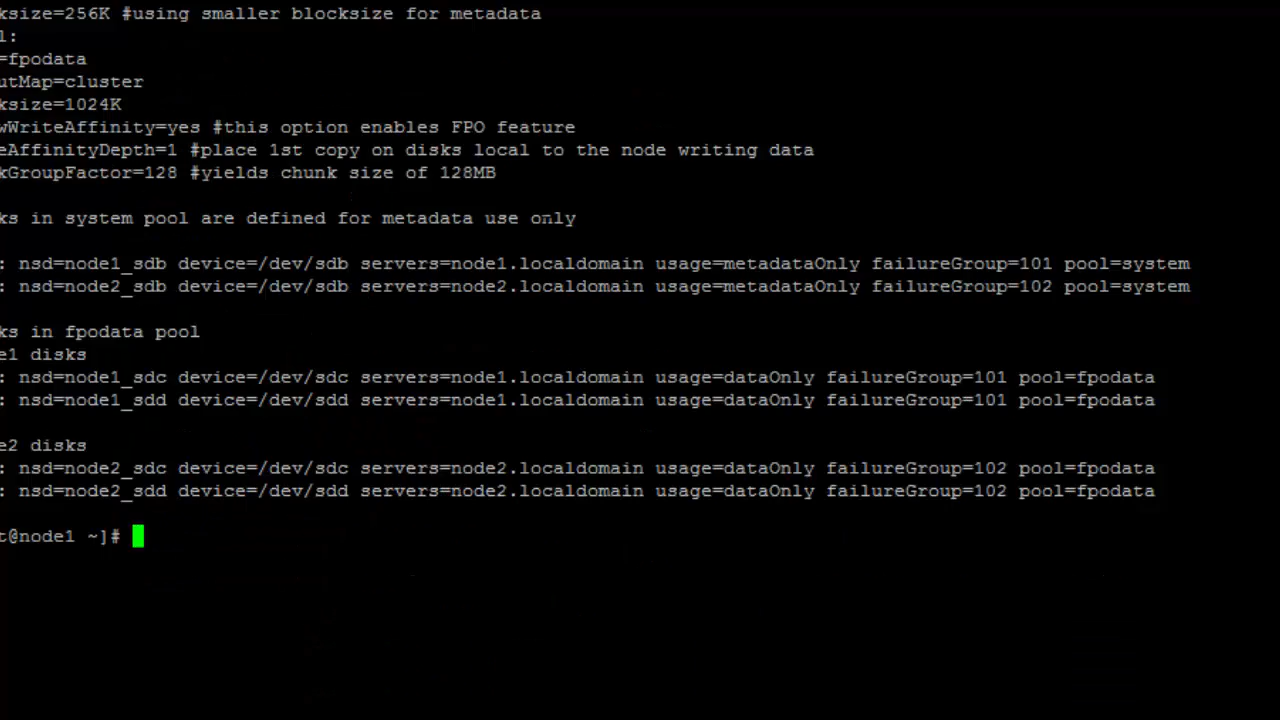 ksize=256K #using smaller blocksize for metadata
l:
=fpodata
utMap=cluster
ksize=1024K
wWriteAffinity=yes #this option enables FPO feature
eAffinityDepth=1 #place 1st copy on disks local to the node writing data
kGroupFactor=128 #yields chunk size of 128MB
ks in system pool are defined for metadata use only
: nsd=node1_sdb device=/dev/sdb servers=node1.localdomain usage=metadataOnly failureGroup=101 pool=system
: nsd=node2_sdb device=/dev/sdb servers=node2.localdomain usage=metadataOnly failureGroup=102 pool=system
ks in fpodata pool
e1 disks
: nsd=node1_sdc device=/dev/sdc servers=node1.localdomain usage=dataOnly failureGroup=101 pool=fpodata
: nsd=node1_sdd device=/dev/sdd servers=node1.localdomain usage=dataOnly failureGroup=101 pool=fpodata
e2 disks
: nsd=node2_sdc device=/dev/sdc servers=node2.localdomain usage=dataOnly failureGroup=102 pool=fpodata
: nsd=node2_sdd device=/dev/sdd servers=node2.localdomain usage=dataOnly failureGroup=102 pool=fpodata
t@node1 ~]#